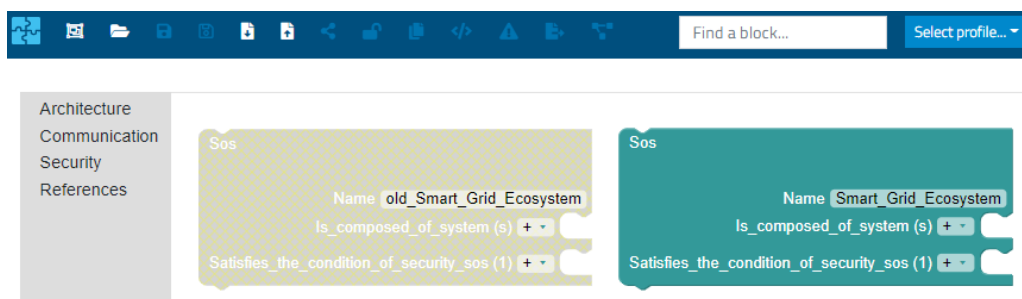 Find a block...
Select profile...
Architecture
Communication
Security
References
Sos
Name old_Smart_Grid_Ecosystem
Is_composed_of_system (s) +
Satisfies_the_condition_of_security_sos (1) +
Sos
Name Smart_Grid_Ecosystem
Is_composed_of_system (s) +
Satisfies_the_condition_of_security_sos (1) +